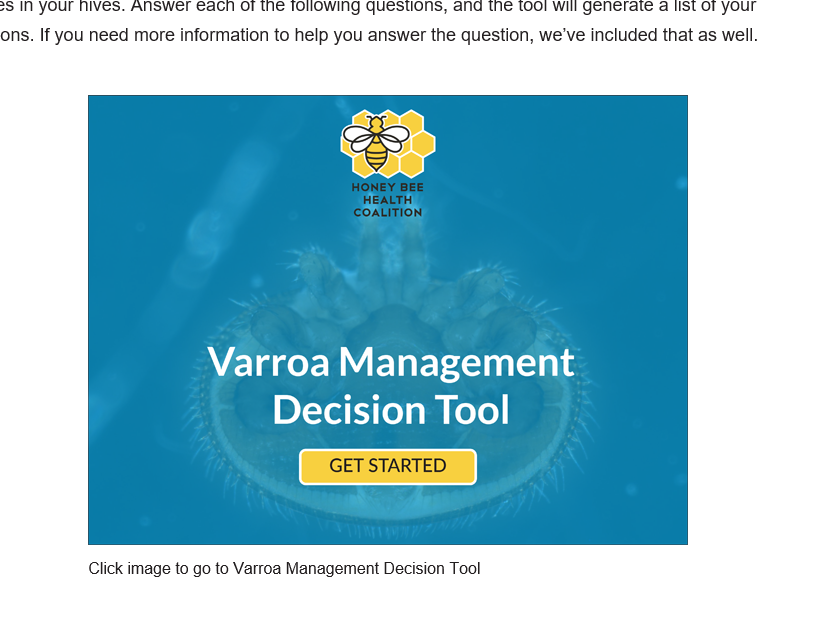 es in your hives. Answer each of the following questions, and the tool will generate a list of your
ons. If you need more information to help you answer the question, we've included that as well.
HONEY BEE
HEALTH
COALITION
Varroa Management
Decision Tool
GET STARTED
Click image to go to Varroa Management Decision Tool